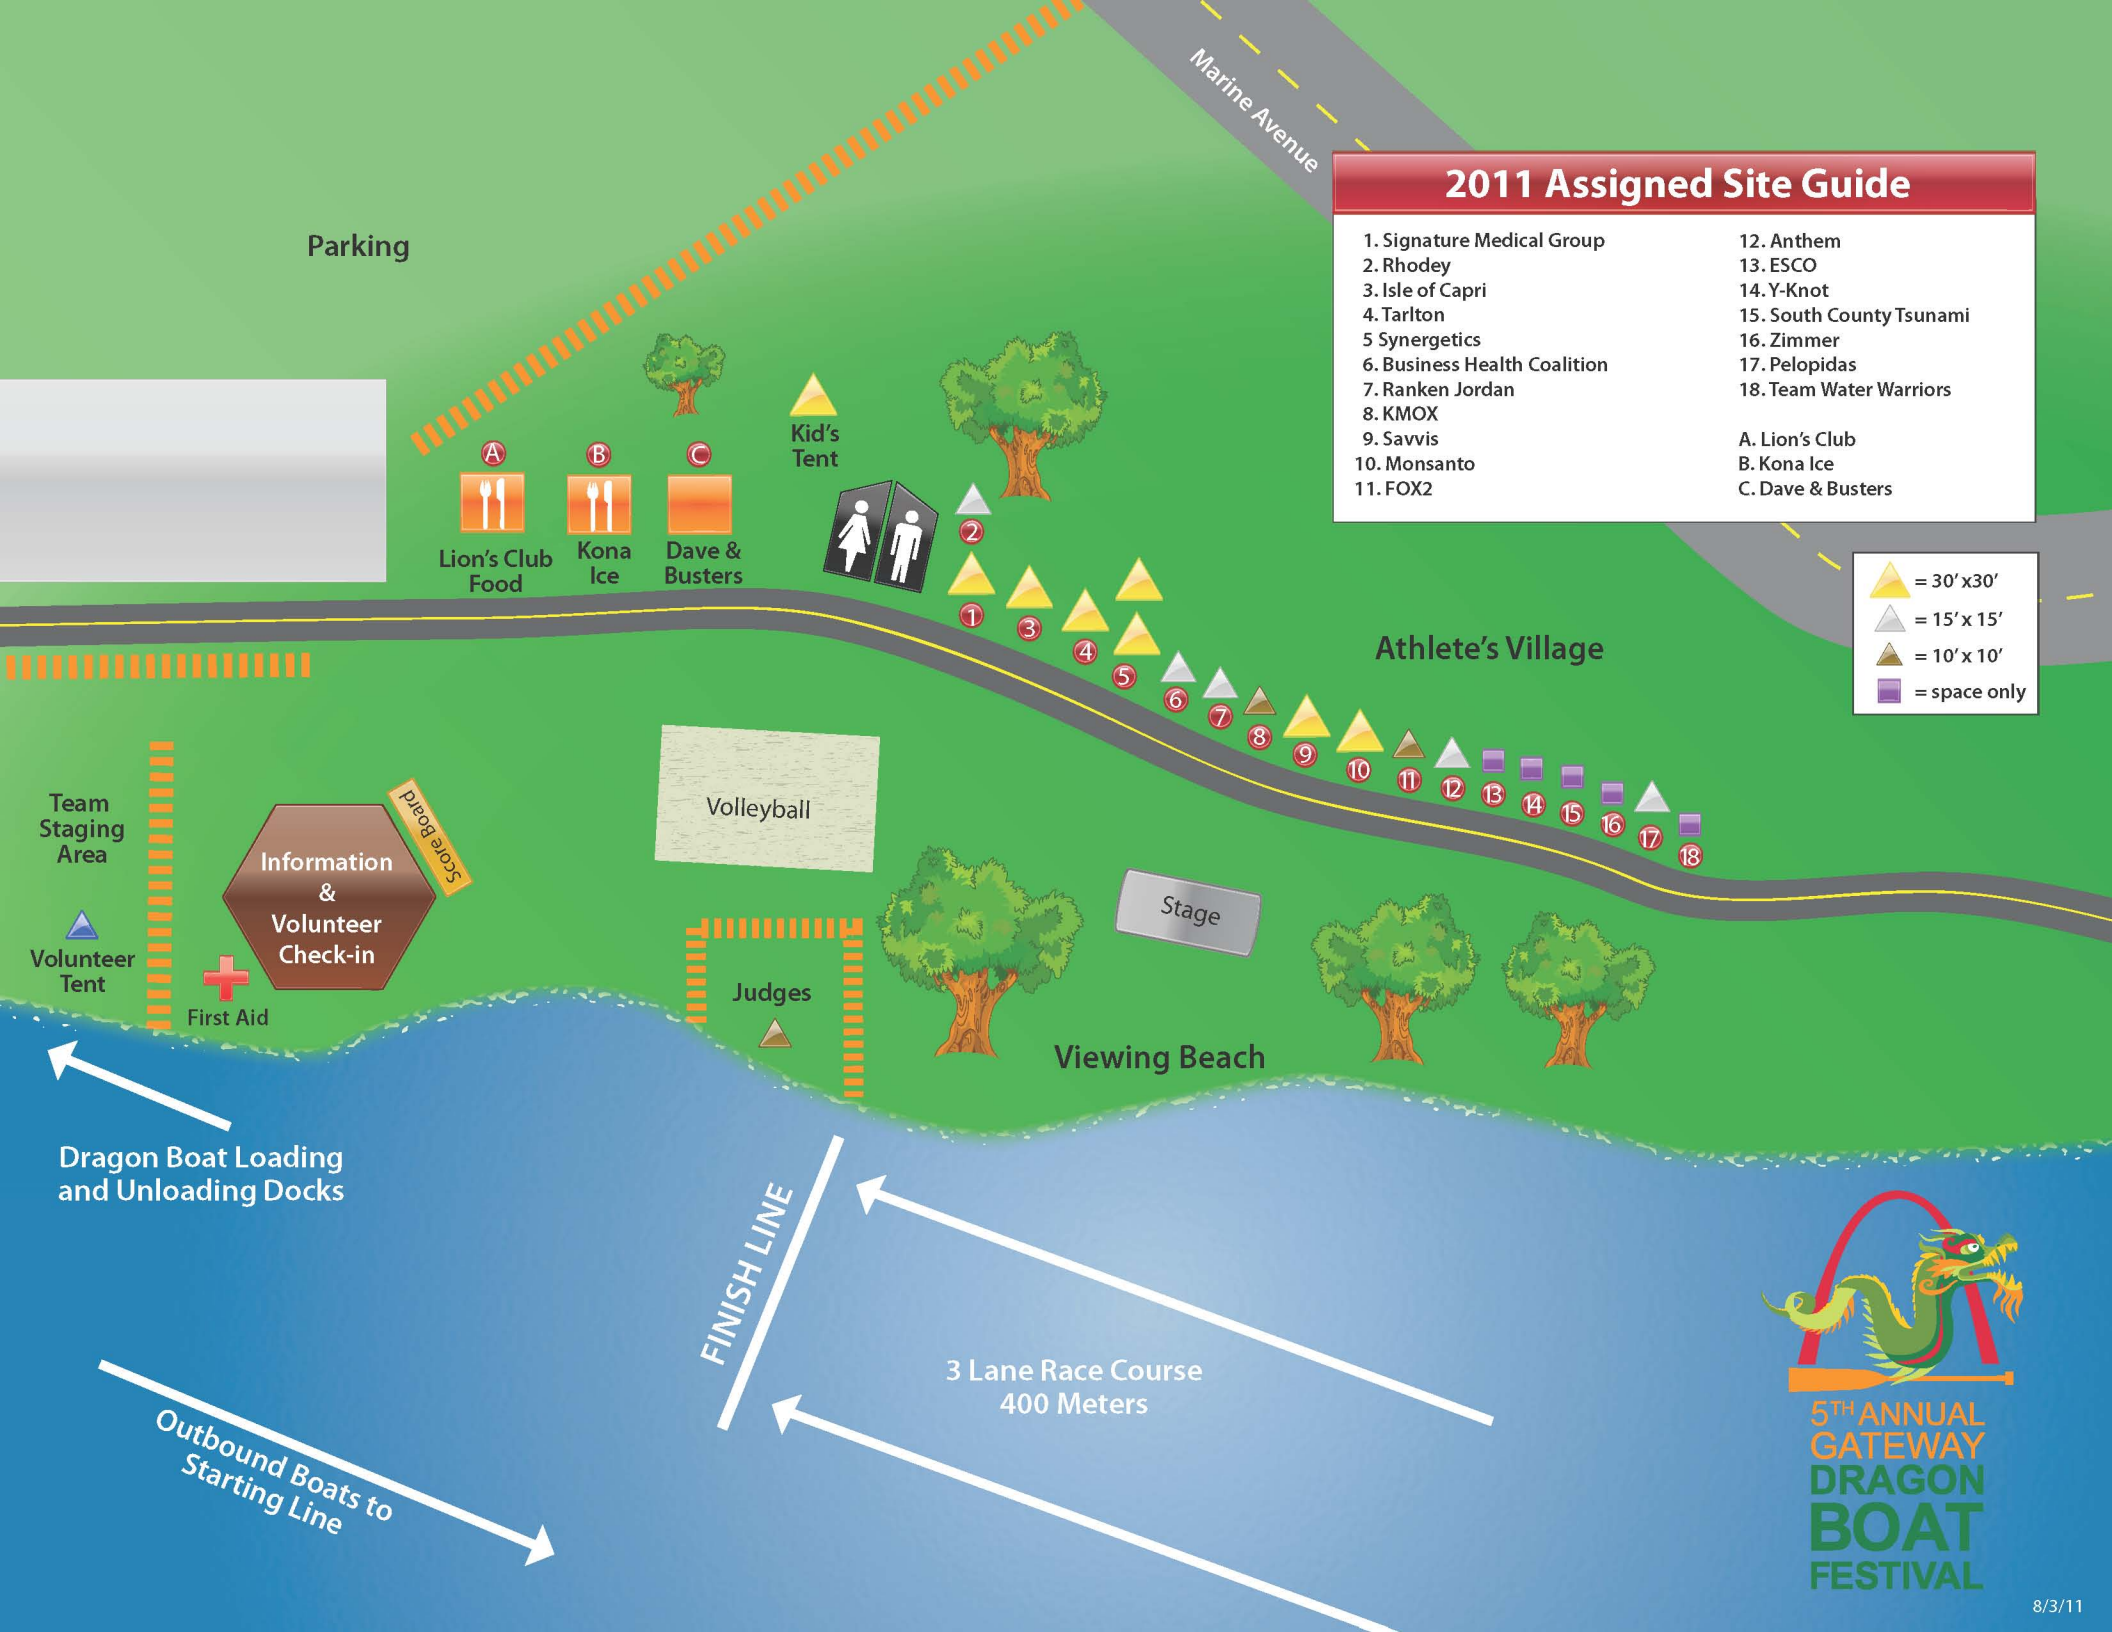 Marine Avenue
2011 Assigned Site Guide
1. Signature Medical Group
2. Rhodey
3. Isle of Capri
4. Tarlton
5 Synergetics
6. Business Health Coalition
7. Ranken Jordan
8. KMOX
9. Savvis
10. Monsanto
11. FOX2
12. Anthem
13. ESCO
14. Y-Knot
15. South County Tsunami
16. Zimmer
17. Pelopidas
18. Team Water Warriors
A. Lion's Club
B. Kona Ice
C. Dave & Busters
= 30' x30'
= 15' x 15'
= 10' x 10'
= space only
Parking
A
B
C
Lion's Club
Food
Kona
Ice
Dave &
Busters
Kid's
Tent
2
1
3
4
5
6
7
8
9
10
11
12
13
14
15
16
17
18
Athlete's Village
Team
Staging
Area
Volunteer
Tent
Information
&
Volunteer
Check-in
Score Board
First Aid
Volleyball
Judges
Stage
Viewing Beach
Dragon Boat Loading
and Unloading Docks
FINISH LINE
3 Lane Race Course
400 Meters
Outbound Boats to
Starting Line
5TH ANNUAL
GATEWAY
DRAGON
BOAT
FESTIVAL
8/3/11